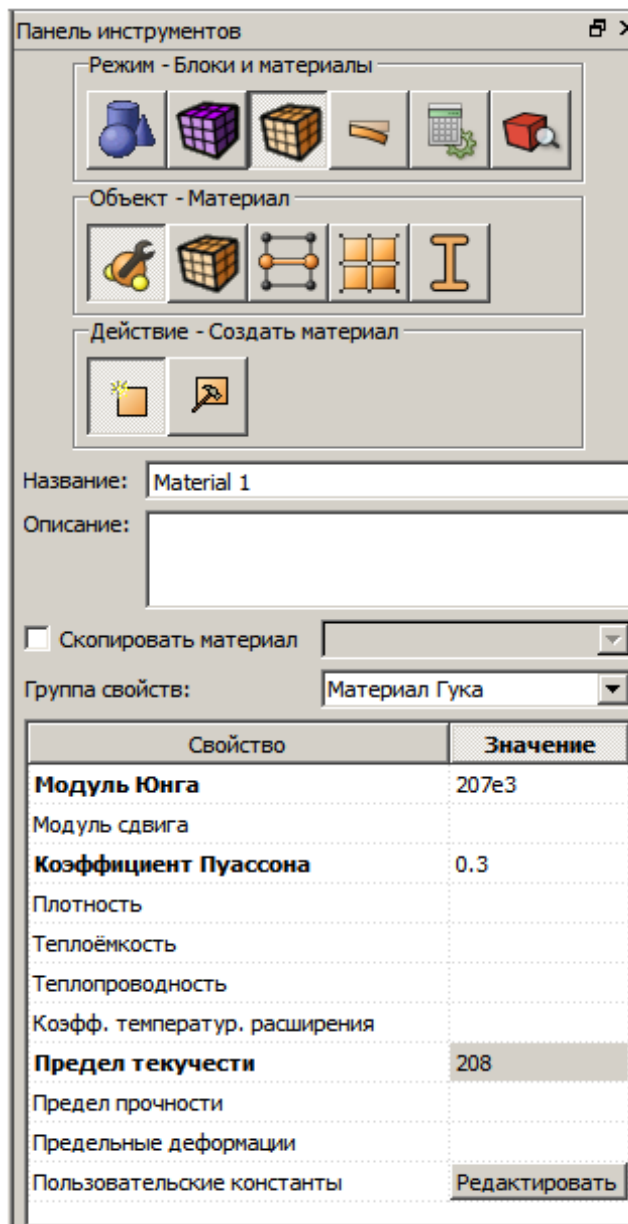 Панель инструментов
Режим - Блоки и материалы
Объект - Материал
Действие - Создать материал
Название: Material 1
Описание:
Скопировать материал
Группа свойств: Материал Гука
Свойство Значение
Модуль Юнга 207e3
Модуль сдвига
Коэффициент Пуассона 0.3
Плотность
Теплоёмкость
Теплопроводность
Коэфф. температур. расширения
Предел текучести 208
Предел прочности
Предельные деформации
Пользовательские константы Редактировать